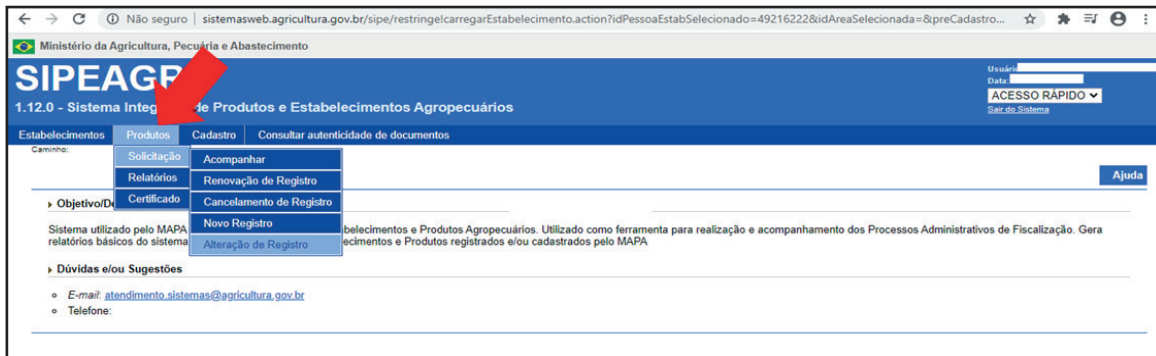 Não seguro | sistemasweb.agricultura.gov.br/sipe/restringe!carregarEstabelecimento.action?idPessoaEstabSelecionado=49216222&idAreaSelecionada=&preCadastro...
Ministério da Agricultura, Pecuária e Abastecimento
SIPEAGR
Usuário
Data:
ACESSO RÁPIDO
1.12.0 - Sistema Integ de Produtos e Estabelecimentos Agropecuários
Sair do Sistema
Estabelecimentos Produtos Cadastro Consultar autenticidade de documentos
Caminho:
Solicitação Acompanhar
Ajuda
Relatórios Renovação de Registro
Certificado Cancelamento de Registro
Objetivo/De
Novo Registro
Sistema utilizado pelo MAPA belecimentos e Produtos Agropecuários. Utilizado como ferramenta para realização e acompanhamento dos Processos Administrativos de Fiscalização. Gera
Alteração de Registro
relatórios básicos do sistema ecimentos e Produtos registrados e/ou cadastrados pelo MAPA
Dúvidas e/ou Sugestões
E-mail: atendimento.sistemas@agricultura.gov.br
Telefone: